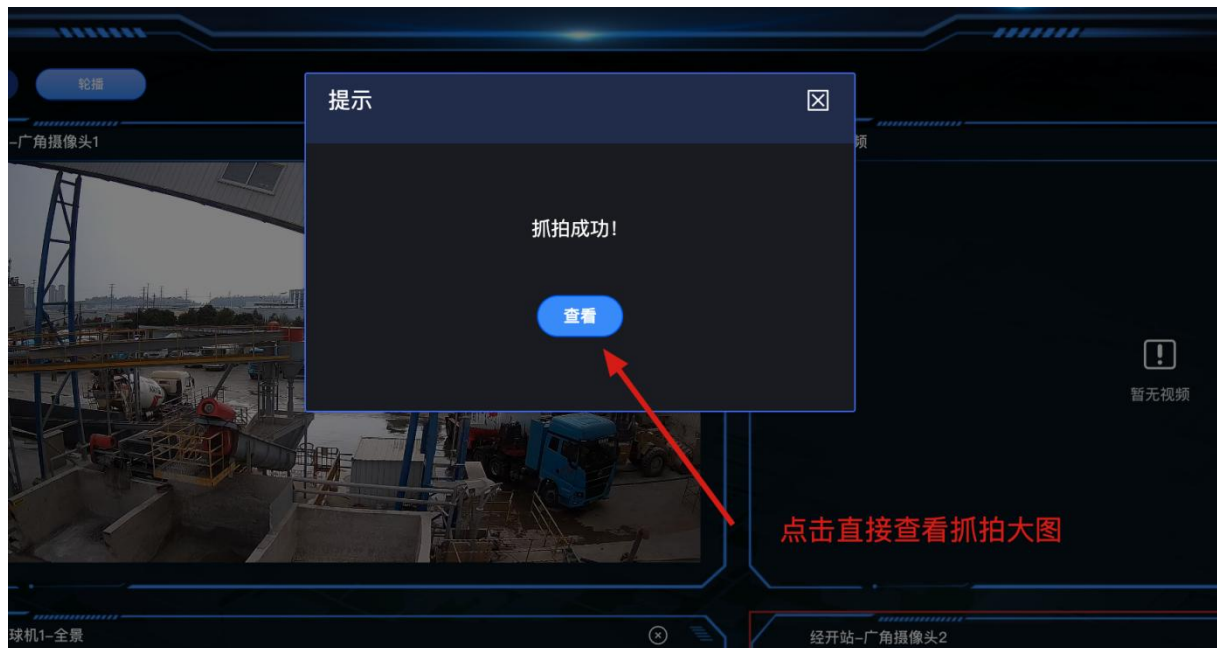 轮播
提示
-广角摄像头1
频
抓拍成功!
查看
暂无视频
点击直接查看抓拍大图
球机1-全景
经开站-广角摄像头2